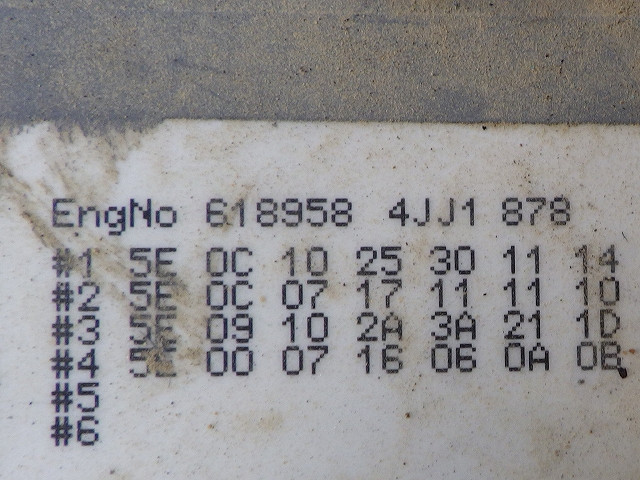 EngNo 618958 4JJ1 878
#1 5E 0C 10 25 30 11 14
#2 5E 0C 07 17 11 11 10
#3 5E 09 10 2A 3A 21 1D
#4 5E 00 07 16 06 0A 0B
#5
#6